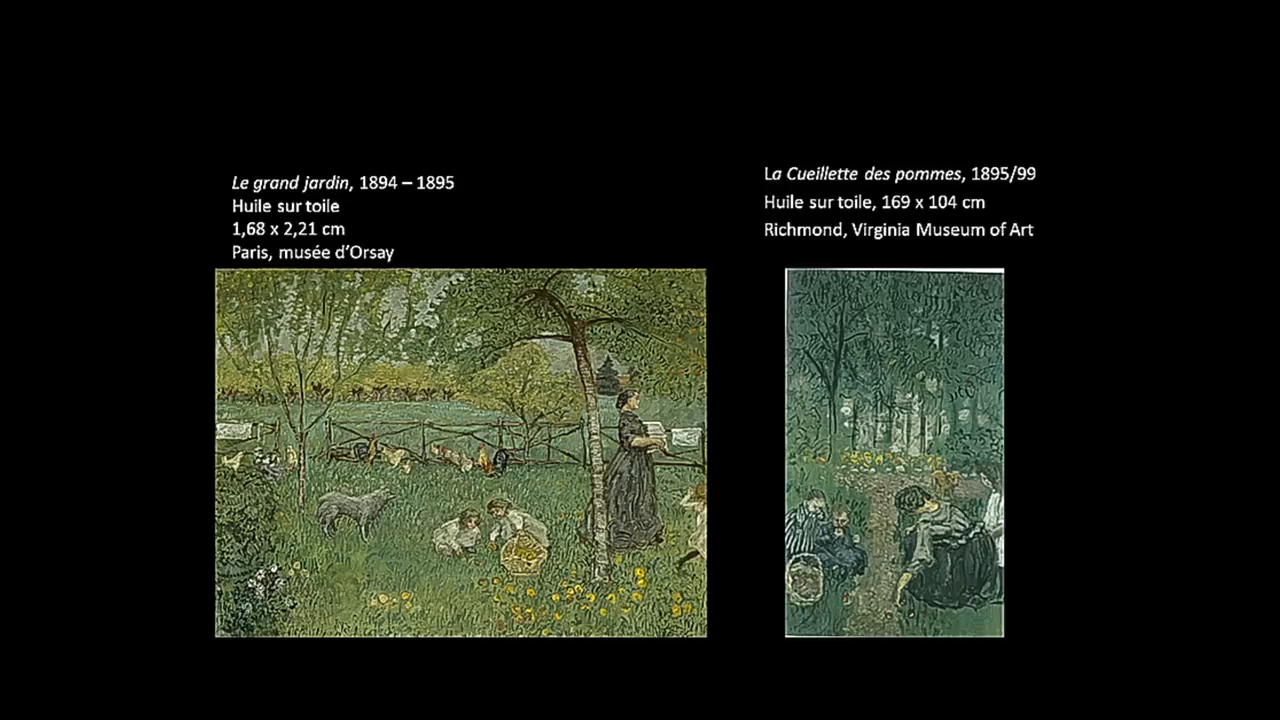 Le grand jardin, 1894 – 1895
Huile sur toile
1,68 x 2,21 cm
Paris, musée d’Orsay
La Cueillette des pommes, 1895/99
Huile sur toile, 169 x 104 cm
Richmond, Virginia Museum of Art